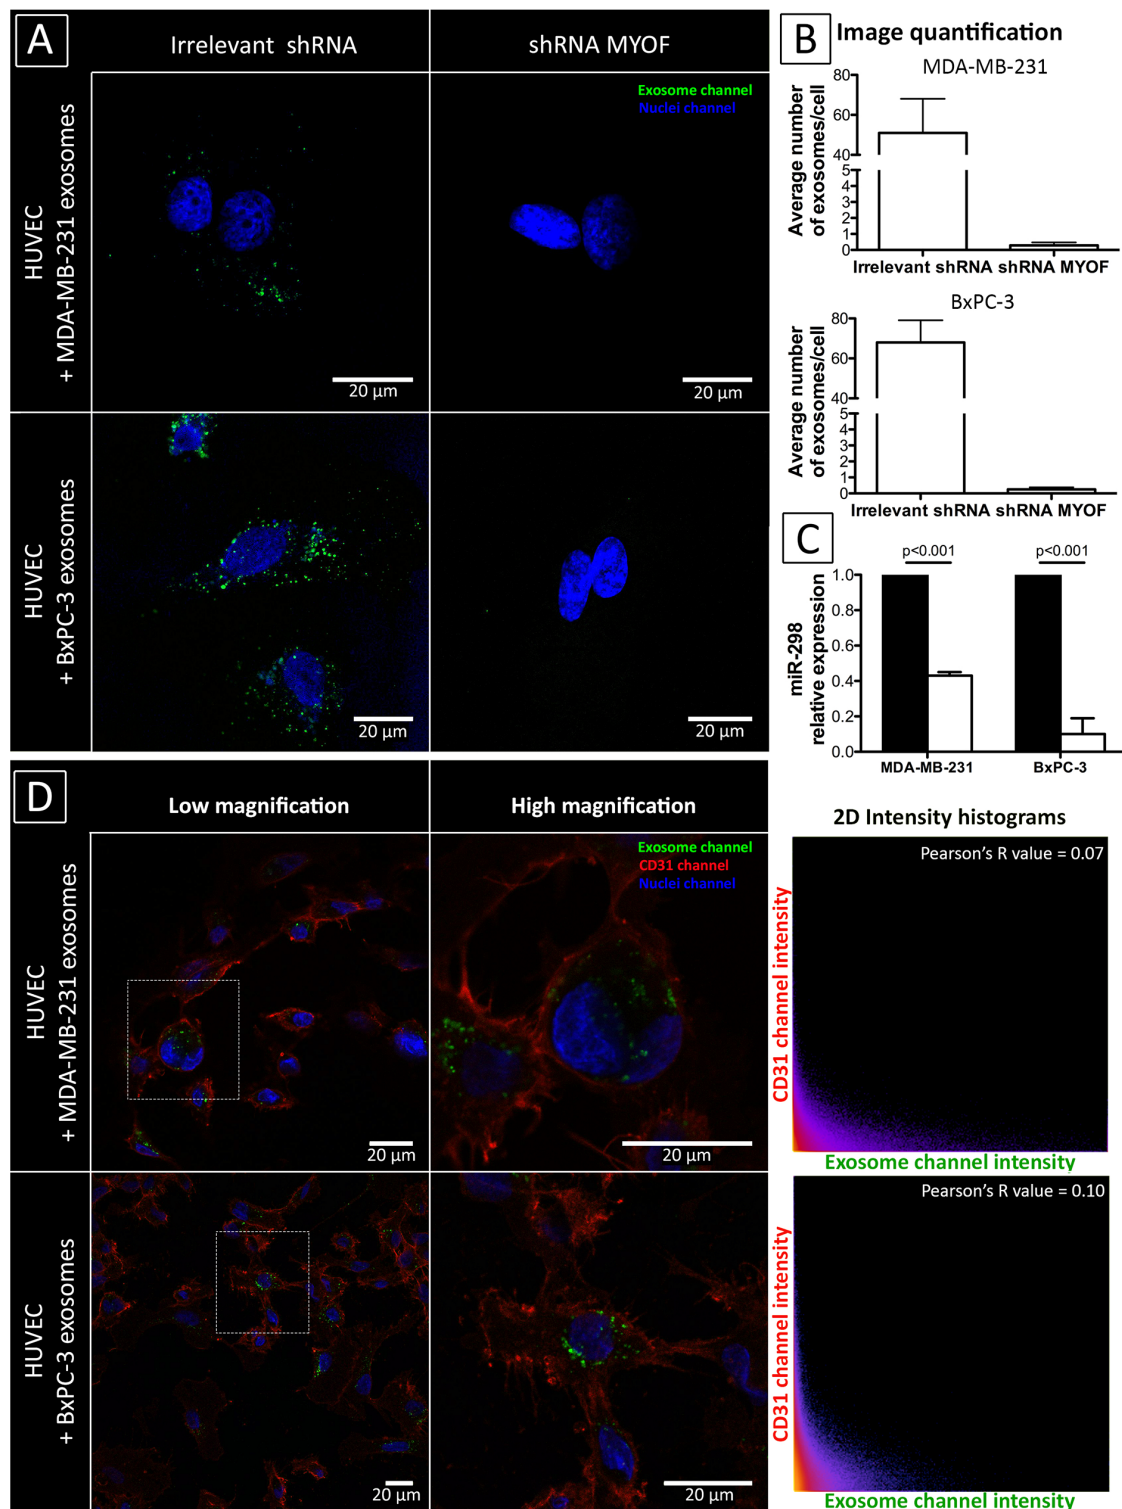 A
Irrelevant shRNA
shRNA MYOF
HUVEC
+ MDA-MB-231 exosomes
Exosome channel
Nuclei channel
20 µm
20 µm
HUVEC
+ BxPC-3 exosomes
20 µm
20 µm
B
Image quantification
MDA-MB-231
Average number
of exosomes/cell
80
60
40
5
4
3
2
1
0
Irrelevant shRNA shRNA MYOF
BxPC-3
Average number
of exosomes/cell
80
60
40
5
4
3
2
1
0
Irrelevant shRNA shRNA MYOF
C
p<0.001
p<0.001
miR-298
relative expression
1.0
0.8
0.6
0.4
0.2
0.0
MDA-MB-231
BxPC-3
D
Low magnification
High magnification
HUVEC
+ MDA-MB-231 exosomes
Exosome channel
CD31 channel
Nuclei channel
20 µm
20 µm
2D Intensity histograms
Pearson's R value = 0.07
CD31 channel intensity
Exosome channel intensity
HUVEC
+ BxPC-3 exosomes
20 µm
20 µm
Pearson's R value = 0.10
CD31 channel intensity
Exosome channel intensity